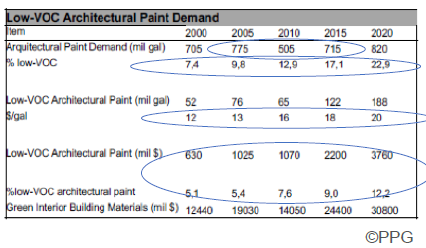 Low-VOC Architectural Paint Demand
Item 2000 2005 2010 2015 2020
Arquitectural Paint Demand (mil gal) 705 775 505 715 820
% low-VOC 7,4 9,8 12,9 17,1 22,9
Low-VOC Architectural Paint (mil gal) 52 76 65 122 188
$/gal 12 13 16 18 20
Low-VOC Architectural Paint (mil $) 630 1025 1070 2200 3760
%low-VOC architectural paint 5,1 5,4 7,6 9,0 12,2
Green Interior Building Materials (mil $) 12440 19030 14050 24400 30800
©PPG